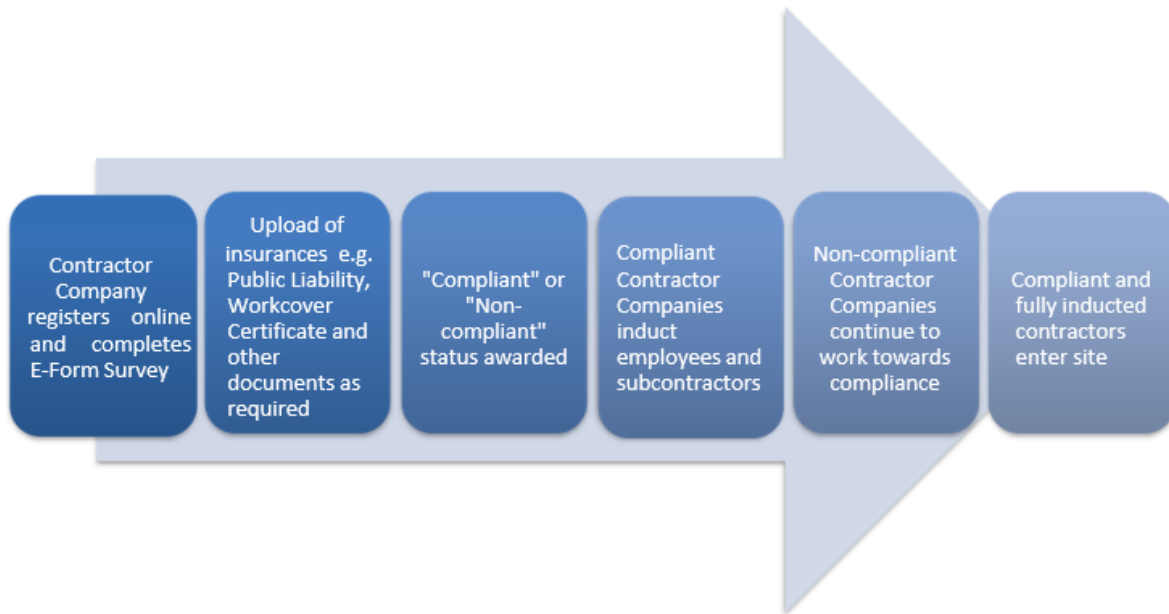 Contractor
Company
registers online
and completes
E-Form Survey
Upload of
insurances e.g.
Public Liability,
Workcover
Certificate and
other
documents as
required
"Compliant" or
"Non-
compliant"
status awarded
Compliant
Contractor
Companies
induct
employees and
subcontractors
Non-compliant
Contractor
Companies
continue to
work towards
compliance
Compliant and
fully inducted
contractors
enter site